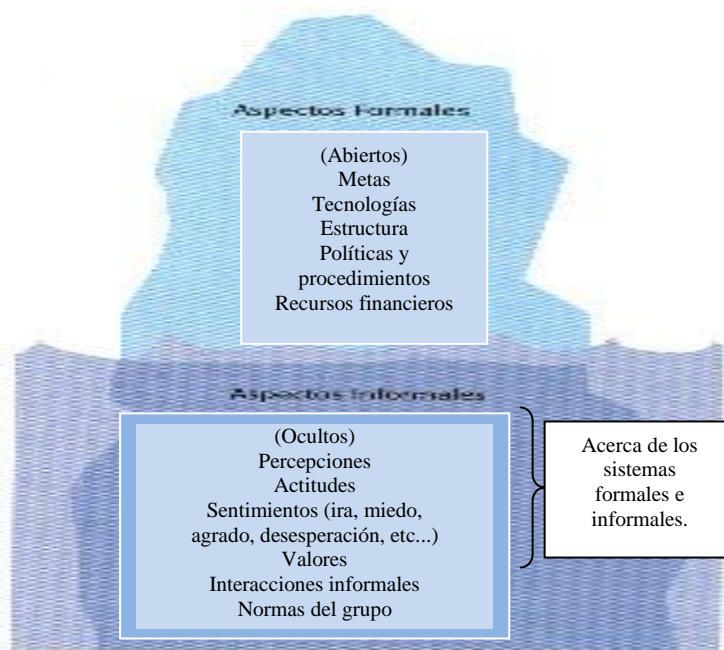 Aspectos Formales
(Abiertos)
Metas
Tecnologías
Estructura
Políticas y
procedimientos
Recursos financieros
Aspectos Informales
(Ocultos)
Percepciones
Actitudes
Sentimientos (ira, miedo,
agrado, desesperación, etc...)
Valores
Interacciones informales
Normas del grupo
Acerca de los
sistemas
formales e
informales.